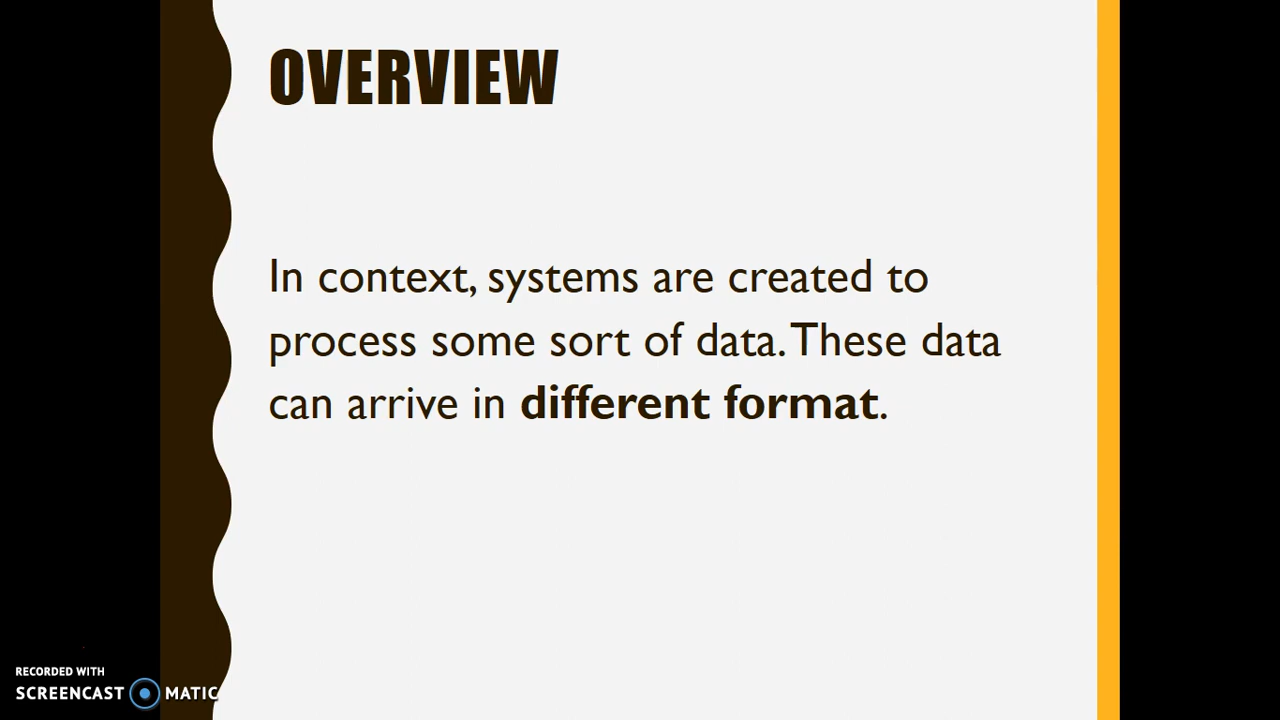 OVERVIEW
In context, systems are created to
process some sort of data. These data
can arrive in different format.
RECORDED WITH
SCREENCAST MATIC